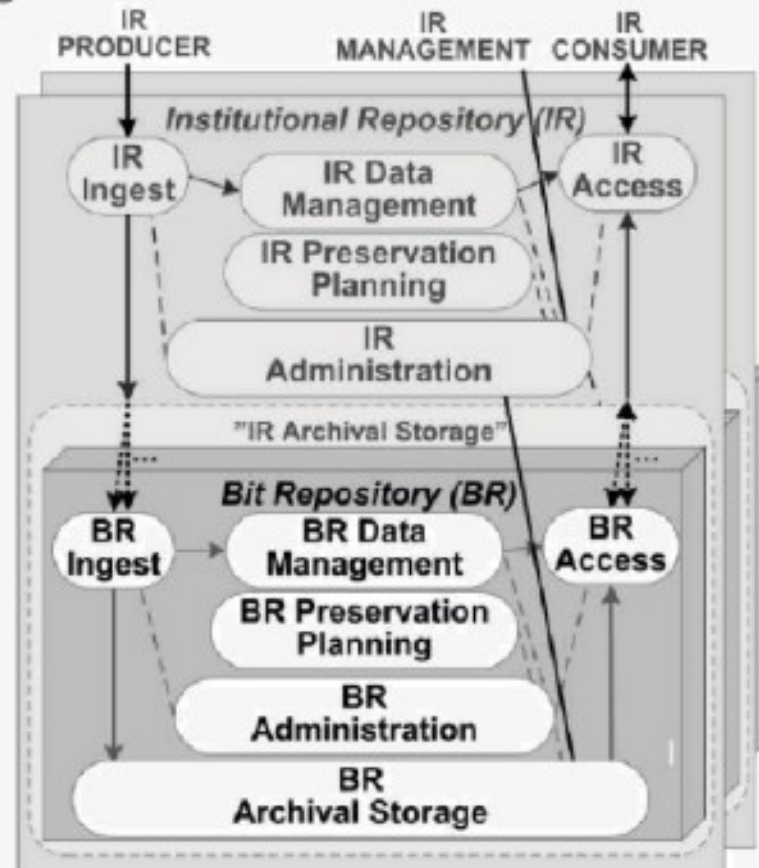 IR
PRODUCER
IR
MANAGEMENT
IR
CONSUMER
Institutional Repository (IR)
IR
Ingest
IR Data
Management
IR
Access
IR Preservation
Planning
IR
Administration
"IR Archival Storage"
...
...
Bit Repository (BR)
BR
Ingest
BR Data
Management
BR
Access
BR Preservation
Planning
BR
Administration
BR
Archival Storage